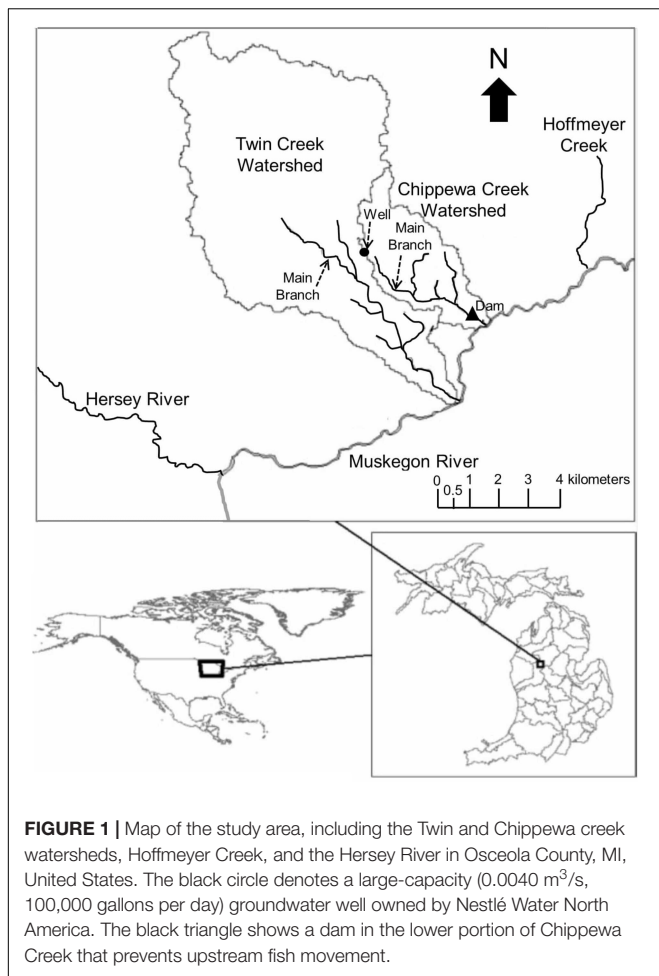 N
Hoffmeyer
Creek
Twin Creek
Watershed
Chippewa Creek
Watershed
Well
Main
Branch
Main
Branch
Dam
Hersey River
Muskegon River
0 1 2 3 4 kilometers
0.5
FIGURE 1 | Map of the study area, including the Twin and Chippewa creek
watersheds, Hoffmeyer Creek, and the Hersey River in Osceola County, MI,
United States. The black circle denotes a large-capacity (0.0040 m³/s,
100,000 gallons per day) groundwater well owned by Nestlé Water North
America. The black triangle shows a dam in the lower portion of Chippewa
Creek that prevents upstream fish movement.